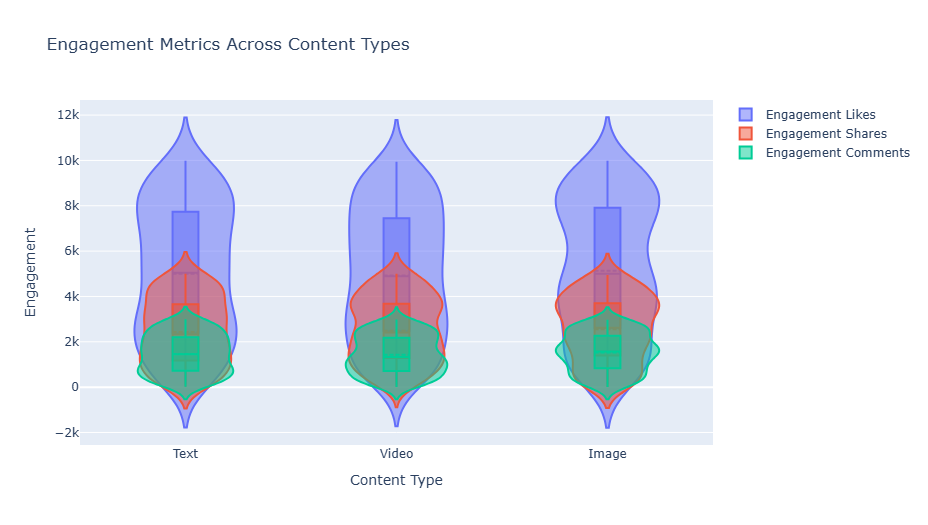 Engagement Metrics Across Content Types
Engagement Likes
Engagement Shares
Engagement Comments
12k
10k
8k
6k
4k
2k
0
−2k
Engagement
Text
Video
Image
Content Type